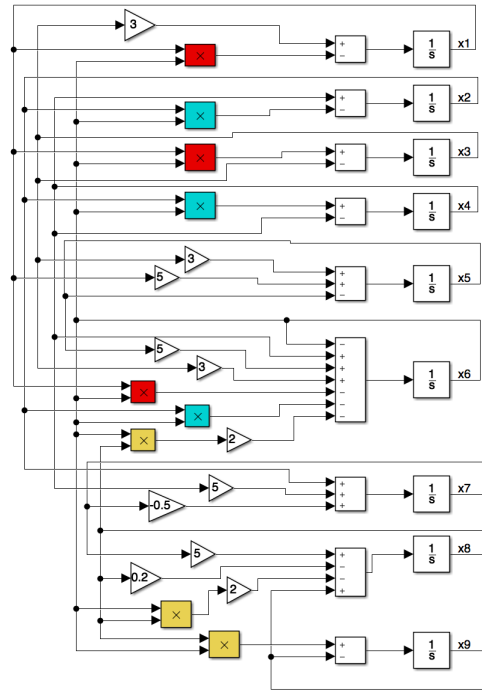 3 × + − 1/s x1
× + − 1/s x2
× + − 1/s x3
× + − 1/s x4
3 5 + + − 1/s x5
5 3 × × × 2 − + + + − − − 1/s x6
5 -0.5 + + + 1/s x7
5 0.2 2 × + − − + 1/s x8
× + − 1/s x9